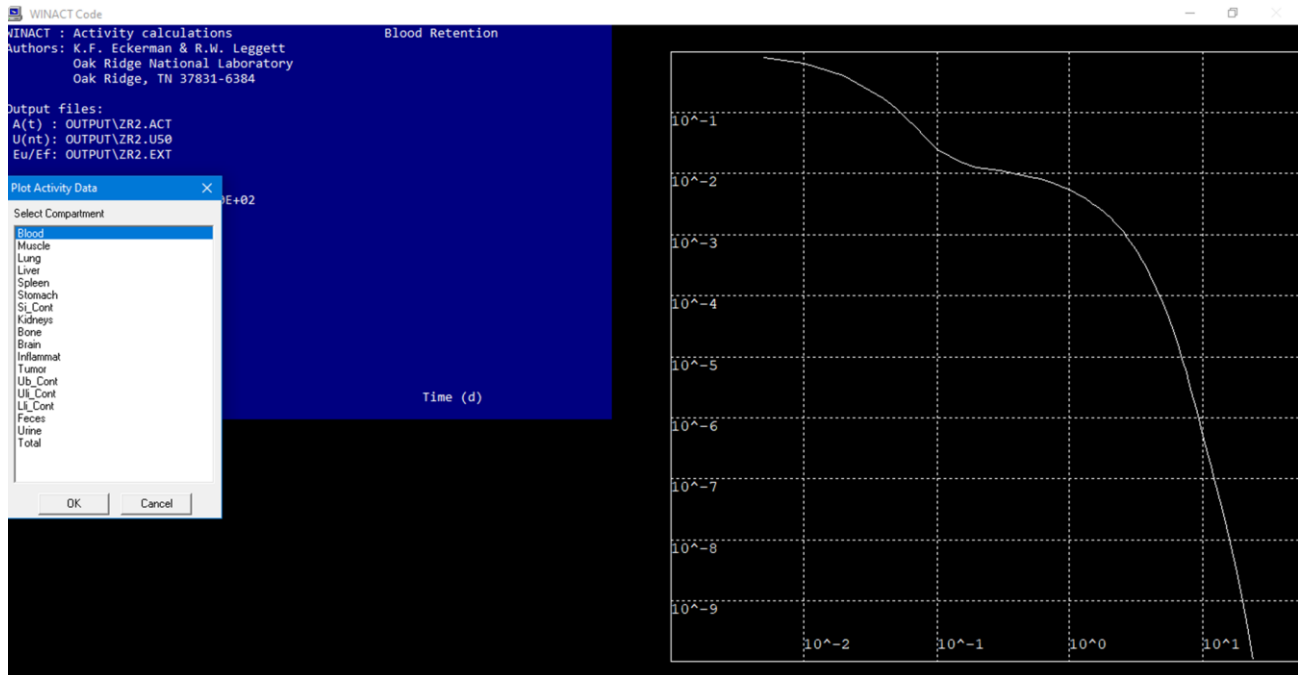 WINACT Code
WINACT : Activity calculations
Blood Retention
Authors: K.F. Eckerman & R.W. Leggett
Oak Ridge National Laboratory
Oak Ridge, TN 37831-6384
Output files:
A(t) : OUTPUT\ZR2.ACT
U(nt): OUTPUT\ZR2.U50
Eu/Ef: OUTPUT\ZR2.EXT
E+02
Time (d)
Plot Activity Data
Select Compartment
Blood
Muscle
Lung
Liver
Spleen
Stomach
Si_Cont
Kidneys
Bone
Brain
Inflammat
Tumor
Ub_Cont
Uli_Cont
Lli_Cont
Feces
Urine
Total
OK Cancel
10^-1
10^-2
10^-3
10^-4
10^-5
10^-6
10^-7
10^-8
10^-9
10^-2 10^-1 10^0 10^1